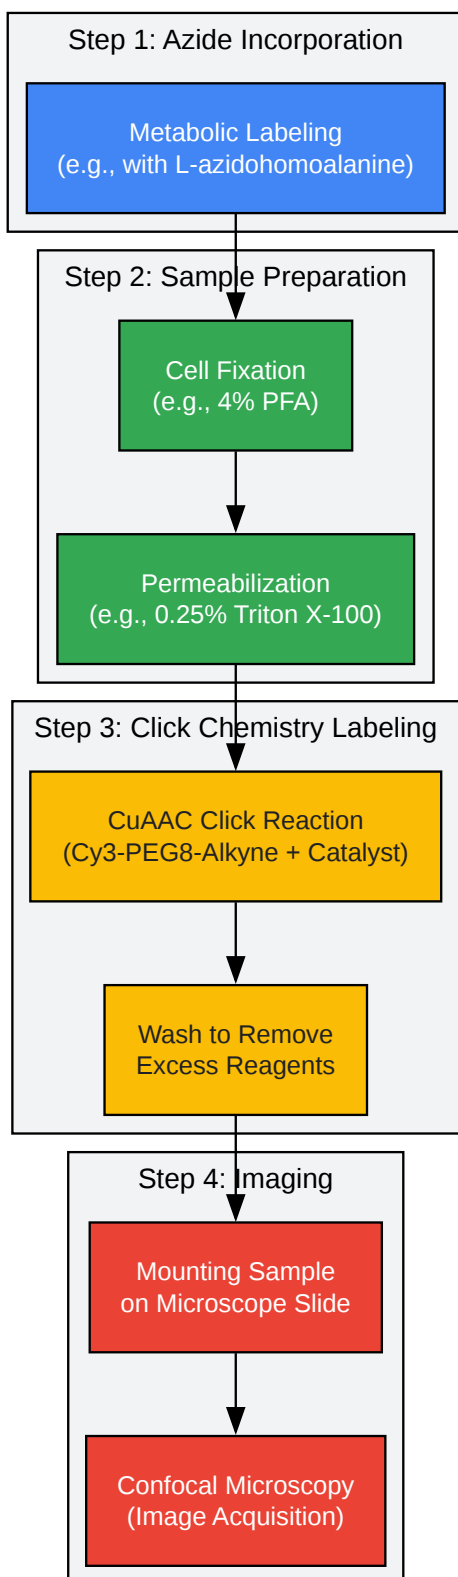 Step 1: Azide Incorporation
Metabolic Labeling
(e.g., with L-azidohomoalanine)
Step 2: Sample Preparation
Cell Fixation
(e.g., 4% PFA)
Permeabilization
(e.g., 0.25% Triton X-100)
Step 3: Click Chemistry Labeling
CuAAC Click Reaction
(Cy3-PEG8-Alkyne + Catalyst)
Wash to Remove
Excess Reagents
Step 4: Imaging
Mounting Sample
on Microscope Slide
Confocal Microscopy
(Image Acquisition)